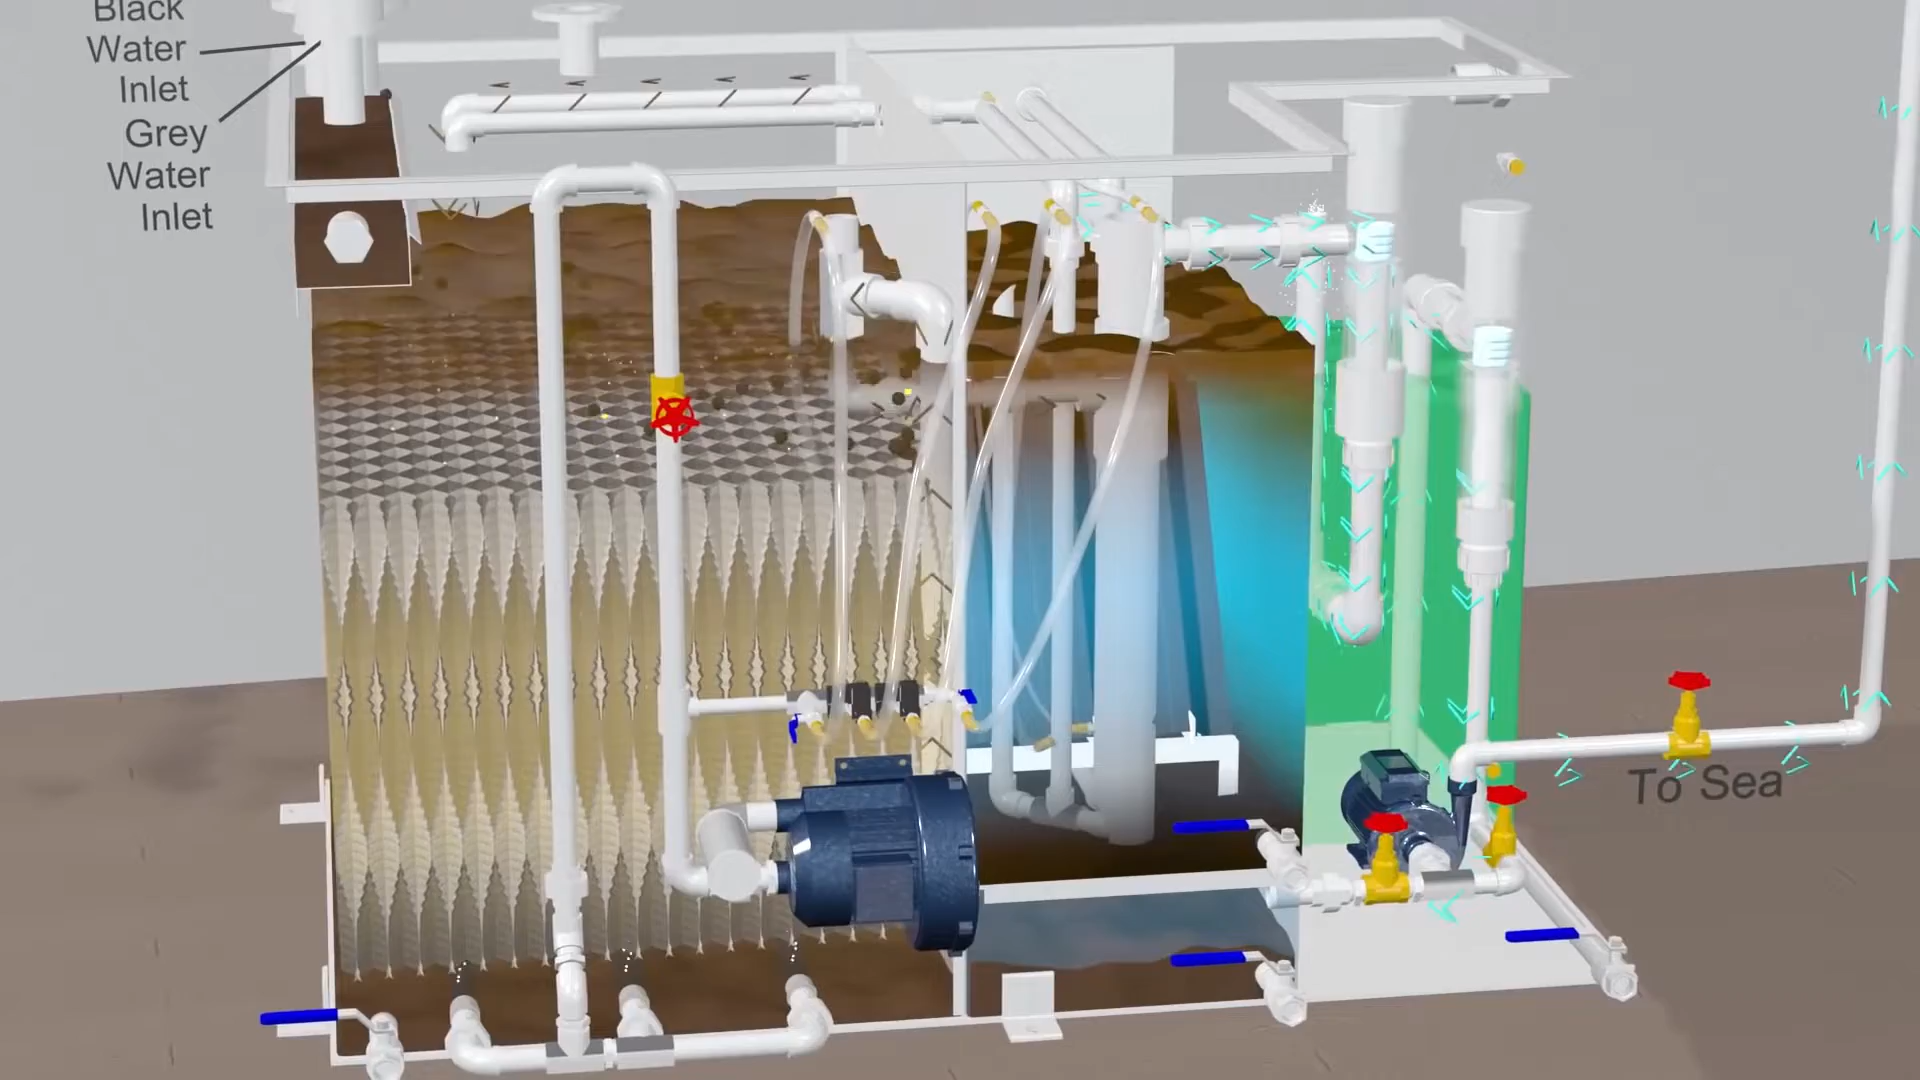 Black
Water
Inlet
Grey
Water
Inlet
To Sea